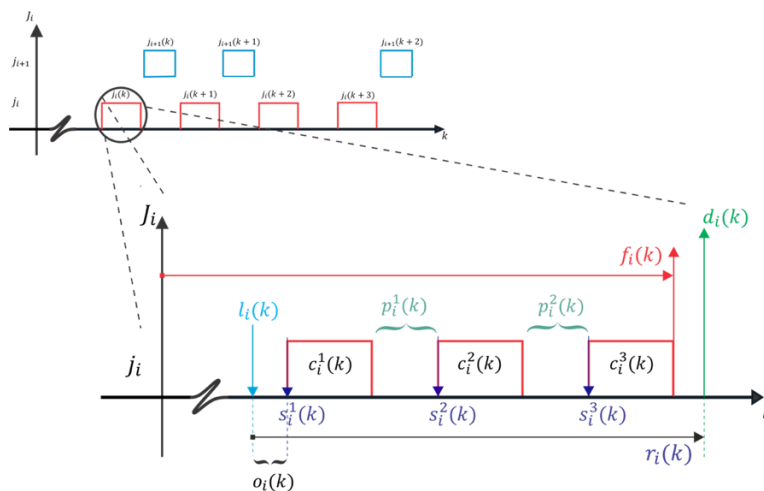 J_i
j_{i+1}(k) j_{i+1}(k+1) j_{i+1}(k+2)
j_{i+1}
j_i(k) j_i(k+1) j_i(k+2) j_i(k+3)
j_i
k
J_i
d_i(k)
f_i(k)
l_i(k) p_i^1(k) p_i^2(k)
j_i
c_i^1(k) c_i^2(k) c_i^3(k)
s_i^1(k) s_i^2(k) s_i^3(k)
r_i(k)
o_i(k)